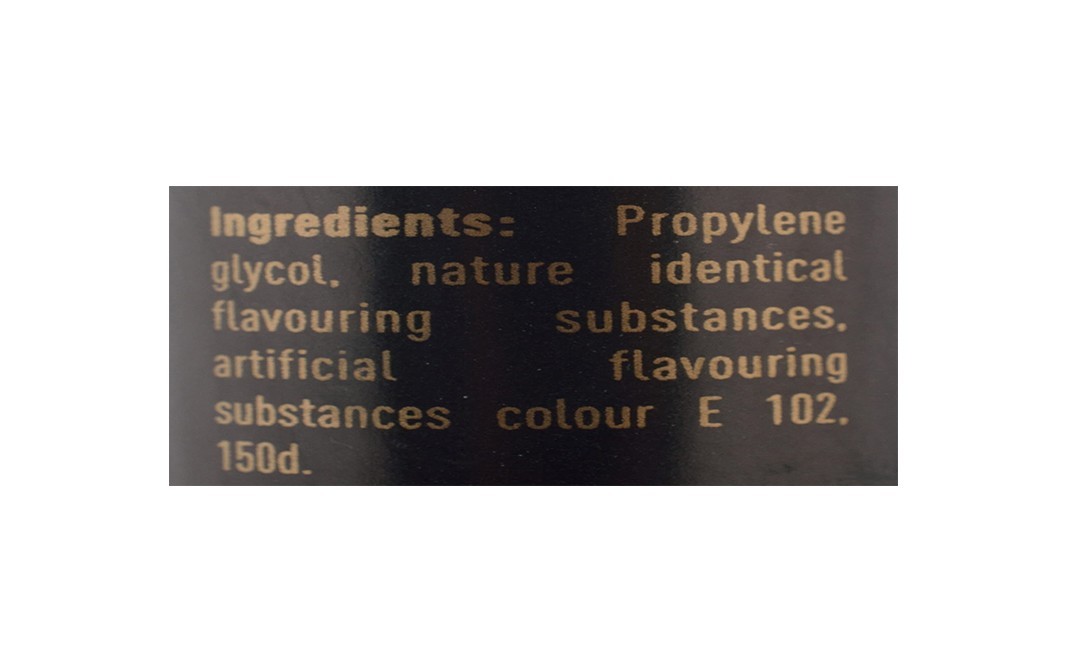 Ingredients: Propylene
glycol, nature identical
flavouring substances,
artificial flavouring
substances colour E 102,
150d.